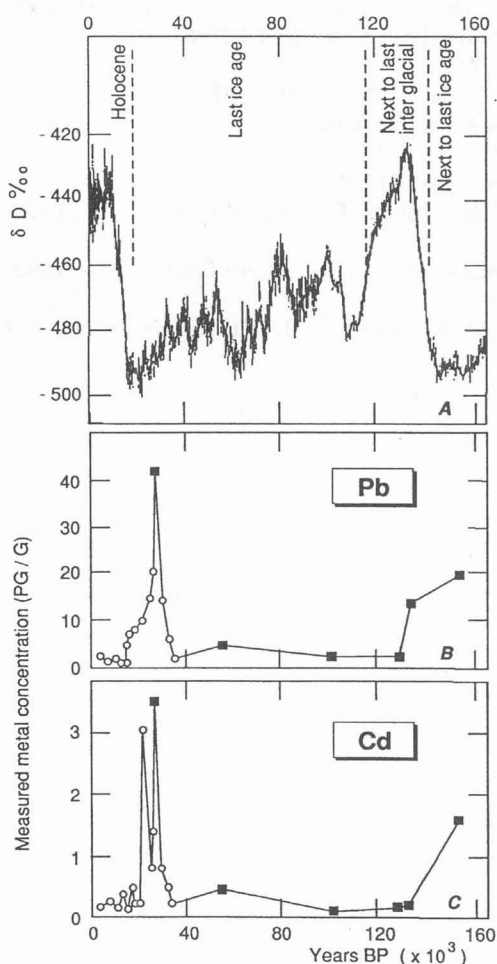 0 40 80 120 160
Holocene
Last ice age
Next to last
inter glacial
Next to last ice age
δ D ‰
- 420
- 440
- 460
- 480
- 500
A
Measured metal concentration (PG / G)
40
30
20
10
0
Pb
B
3
2
1
0
Cd
C
0 40 80 120 160
Years BP ( x 10³)